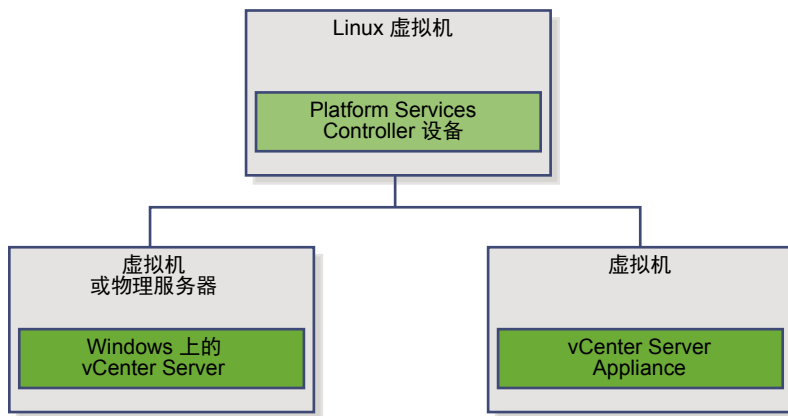 Linux 虚拟机
Platform Services
Controller 设备
虚拟机
或物理服务器
Windows 上的
vCenter Server
虚拟机
vCenter Server
Appliance